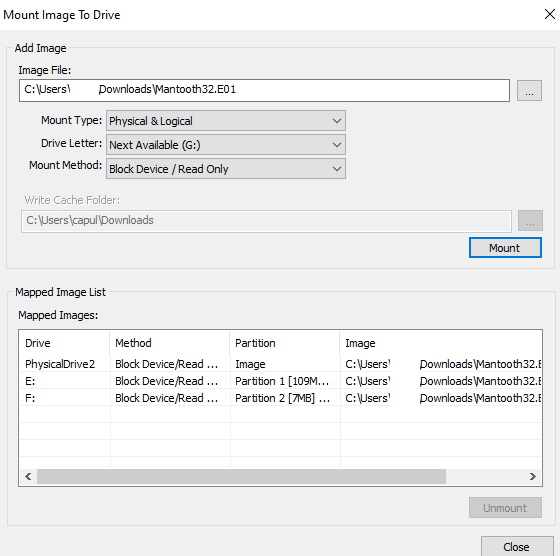 Mount Image To Drive
Add Image
Image File:
C:\Users\ Downloads\Mantooth32.E01
...
Mount Type: Physical & Logical
Drive Letter: Next Available (G:)
Mount Method: Block Device / Read Only
Write Cache Folder:
C:\Users\capul\Downloads
...
Mount
Mapped Image List
Mapped Images:
Drive Method Partition Image
PhysicalDrive2 Block Device/Read ... Image C:\Users\ Downloads\Mantooth32.E
E: Block Device/Read ... Partition 1 [109M... C:\Users\ Downloads\Mantooth32.E
F: Block Device/Read ... Partition 2 [7MB] ... C:\Users\ Downloads\Mantooth32.E
Unmount
Close